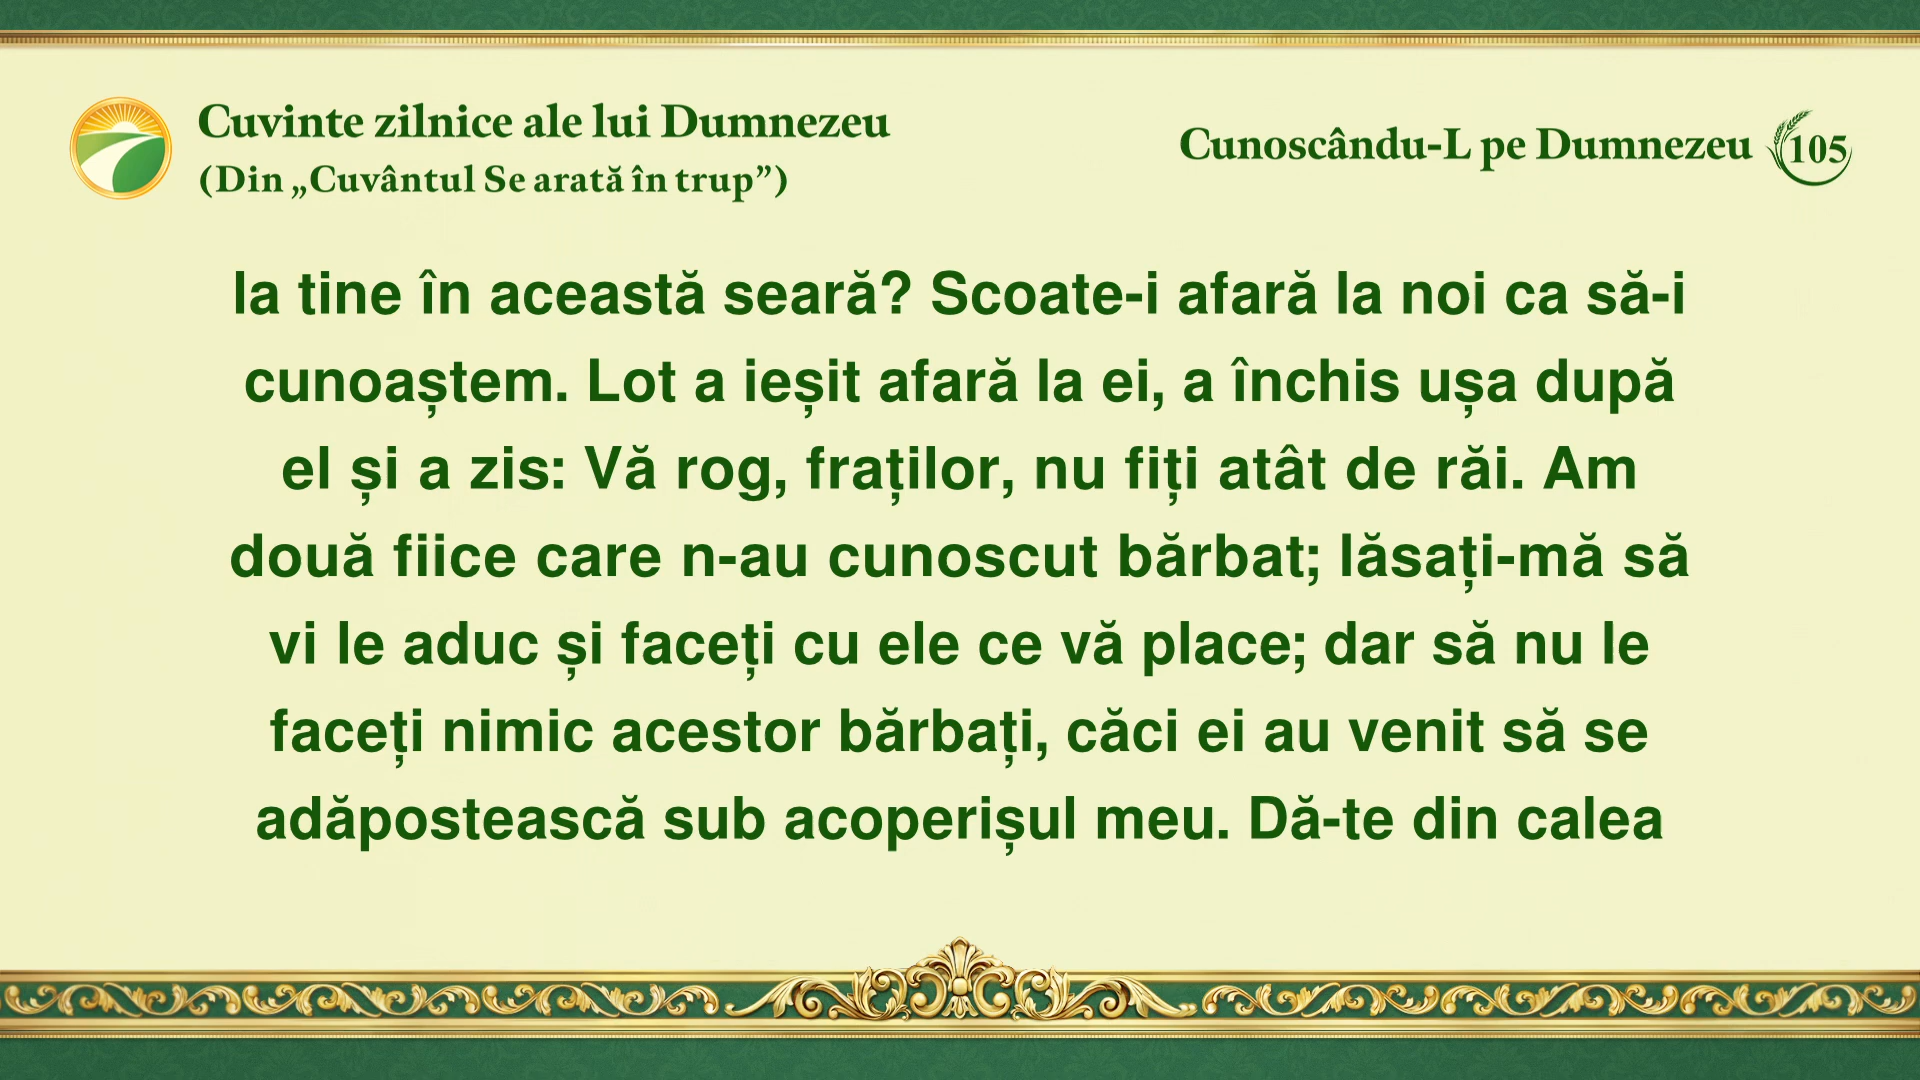 Cuvinte zilnice ale lui Dumnezeu
(Din „Cuvântul Se arată în trup”)
Cunoscându-L pe Dumnezeu 105
la tine în această seară? Scoate-i afară la noi ca să-i
cunoaștem. Lot a ieșit afară la ei, a închis ușa după
el și a zis: Vă rog, fraților, nu fiți atât de răi. Am
două fiice care n-au cunoscut bărbat; lăsați-mă să
vi le aduc și faceți cu ele ce vă place; dar să nu le
faceți nimic acestor bărbați, căci ei au venit să se
adăpostească sub acoperișul meu. Dă-te din calea